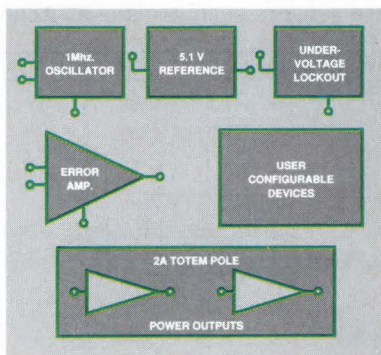 1Mhz.
OSCILLATOR
5.1 V
REFERENCE
UNDER-
VOLTAGE
LOCKOUT
ERROR
AMP.
USER
CONFIGURABLE
DEVICES
2A TOTEM POLE
POWER OUTPUTS